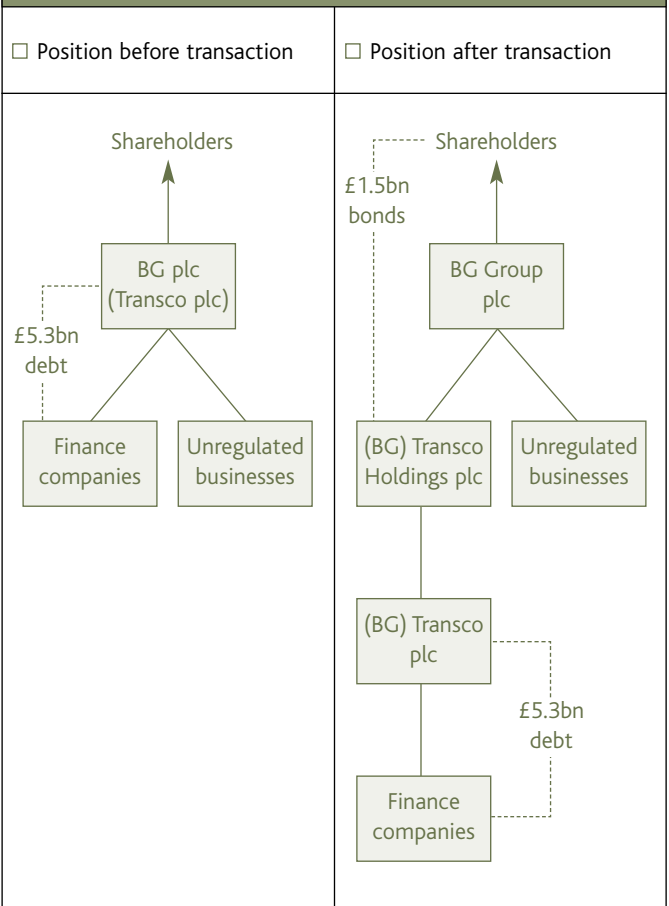 □ Position before transaction
□ Position after transaction
Shareholders
BG plc
(Transco plc)
£5.3bn
debt
Finance
companies
Unregulated
businesses
Shareholders
£1.5bn
bonds
BG Group
plc
(BG) Transco
Holdings plc
Unregulated
businesses
(BG) Transco
plc
£5.3bn
debt
Finance
companies